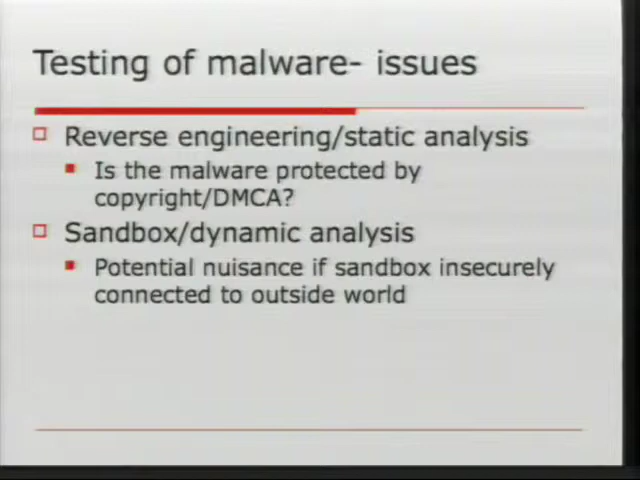 Testing of malware- issues
Reverse engineering/static analysis
Is the malware protected by
copyright/DMCA?
Sandbox/dynamic analysis
Potential nuisance if sandbox insecurely
connected to outside world